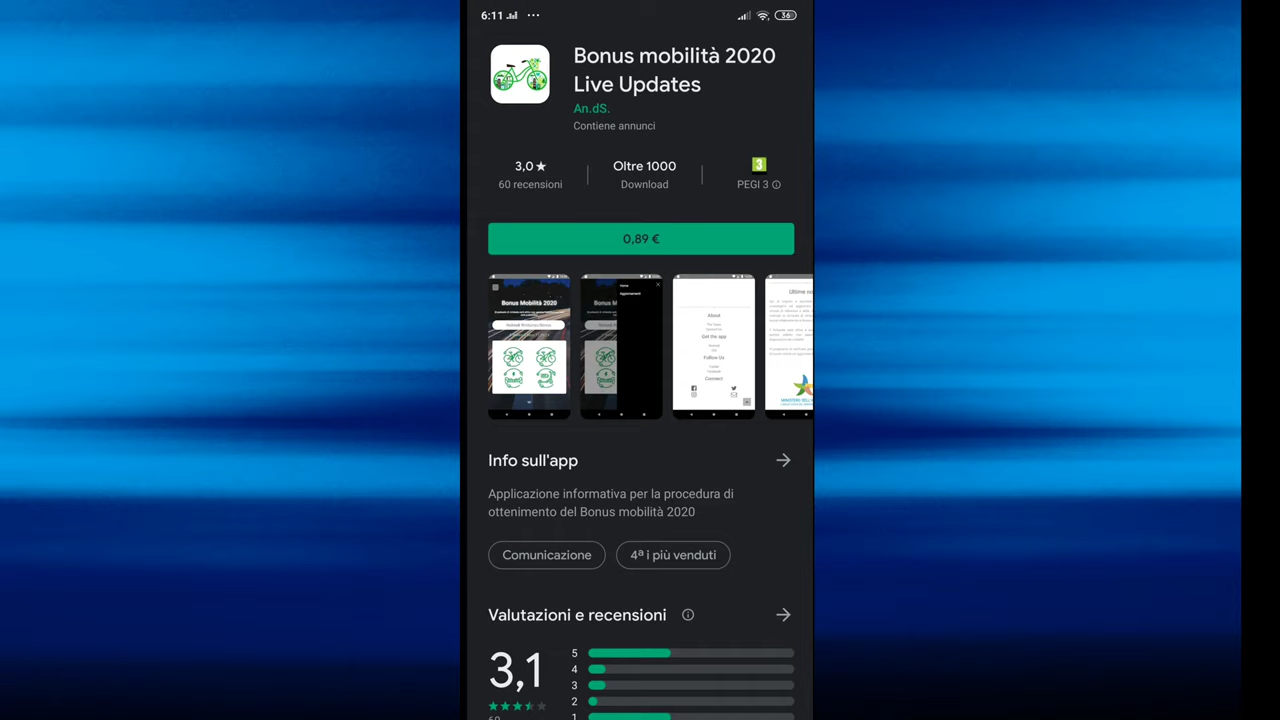 6:11
36
Bonus mobilità 2020
Live Updates
An.dS.
Contiene annunci
3,0★
60 recensioni
Oltre 1000
Download
3
PEGI 3
0,89 €
Bonus Mobilità 2020
Home
Aggiornamenti
About
Get the app
Follow Us
Connect
Info sull'app
Applicazione informativa per la procedura di
ottenimento del Bonus mobilità 2020
Comunicazione
4ª i più venduti
Valutazioni e recensioni
3,1
5
4
3
2
1